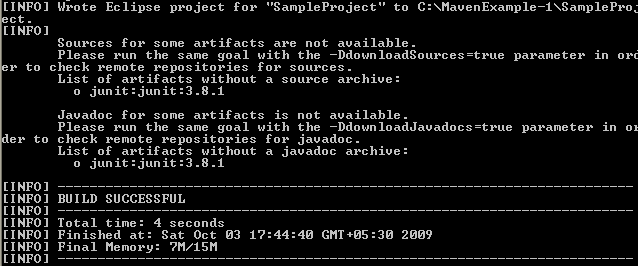 [INFO] Wrote Eclipse project for "SampleProject" to C:\MavenExample-1\SampleProj
ect.
[INFO]
Sources for some artifacts are not available.
Please run the same goal with the -DdownloadSources=true parameter in ord
er to check remote repositories for sources.
List of artifacts without a source archive:
o junit:junit:3.8.1
Javadoc for some artifacts is not available.
Please run the same goal with the -DdownloadJavadocs=true parameter in or
der to check remote repositories for javadoc.
List of artifacts without a javadoc archive:
o junit:junit:3.8.1
[INFO] ------------------------------------------------------------------------
[INFO] BUILD SUCCESSFUL
[INFO] ------------------------------------------------------------------------
[INFO] Total time: 4 seconds
[INFO] Finished at: Sat Oct 03 17:44:40 GMT+05:30 2009
[INFO] Final Memory: 7M/15M
[INFO] ------------------------------------------------------------------------